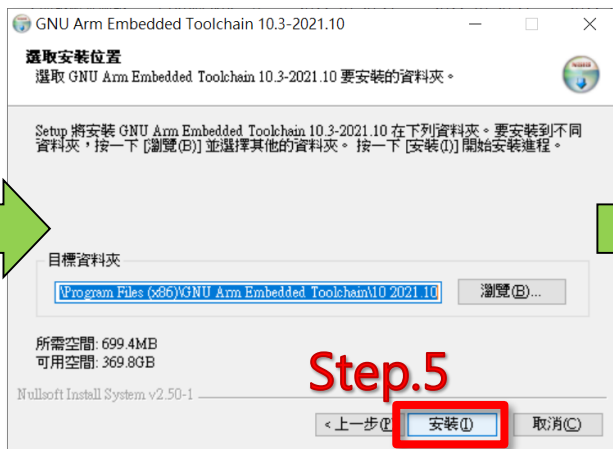 GNU Arm Embedded Toolchain 10.3-2021.10
選取安裝位置
選取 GNU Arm Embedded Toolchain 10.3-2021.10 要安裝的資料夾。
Setup 將安裝 GNU Arm Embedded Toolchain 10.3-2021.10 在下列資料夾。要安裝到不同
資料夾，按一下 [瀏覽(B)] 並選擇其他的資料夾。 按一下 [安裝(I)] 開始安裝進程。
目標資料夾
\Program Files (x86)\GNU Arm Embedded Toolchain\10 2021.10
瀏覽(B)...
所需空間: 699.4MB
可用空間: 369.8GB
Step.5
Nullsoft Install System v2.50-1
<上一步(P
安裝(I)
取消(C)